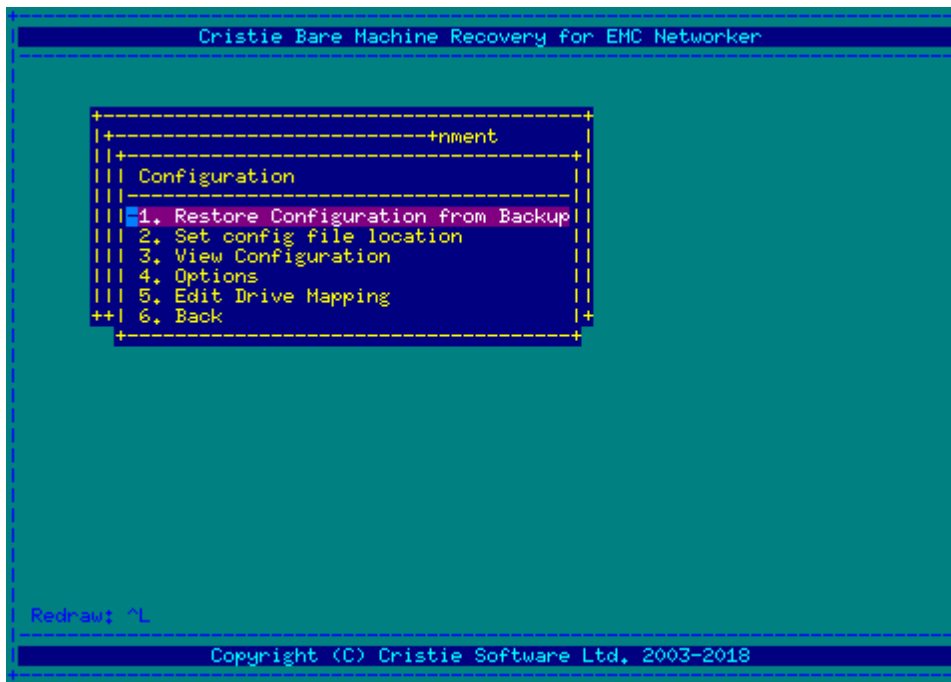 Cristie Bare Machine Recovery for EMC Networker
nment
Configuration
1. Restore Configuration from Backup
2. Set config file location
3. View Configuration
4. Options
5. Edit Drive Mapping
6. Back
Redraw: ^L
Copyright (C) Cristie Software Ltd. 2003-2018